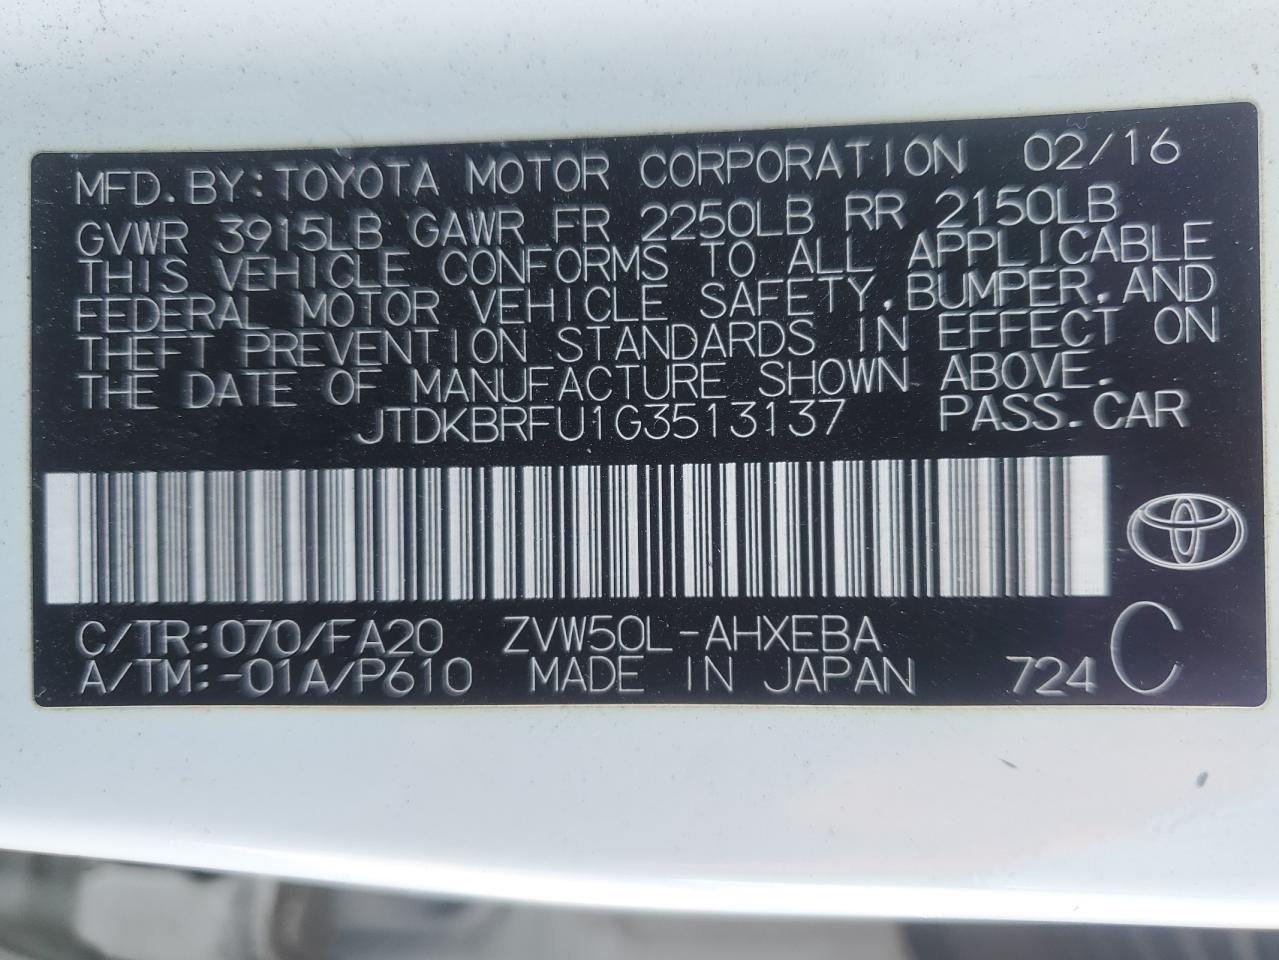 MFD.BY:TOYOTA MOTOR CORPORATION 02/16
GVWR 3915LB GAWR FR 2250LB RR 2150LB
THIS VEHICLE CONFORMS TO ALL APPLICABLE
FEDERAL MOTOR VEHICLE SAFETY,BUMPER,AND
THEFT PREVENTION STANDARDS IN EFFECT ON
THE DATE OF MANUFACTURE SHOWN ABOVE.
JTDKBRFU1G3513137 PASS.CAR
C/TR:070/FA20 ZVW50L-AHXEBA
A/TM:-01A/P610 MADE IN JAPAN 724 C